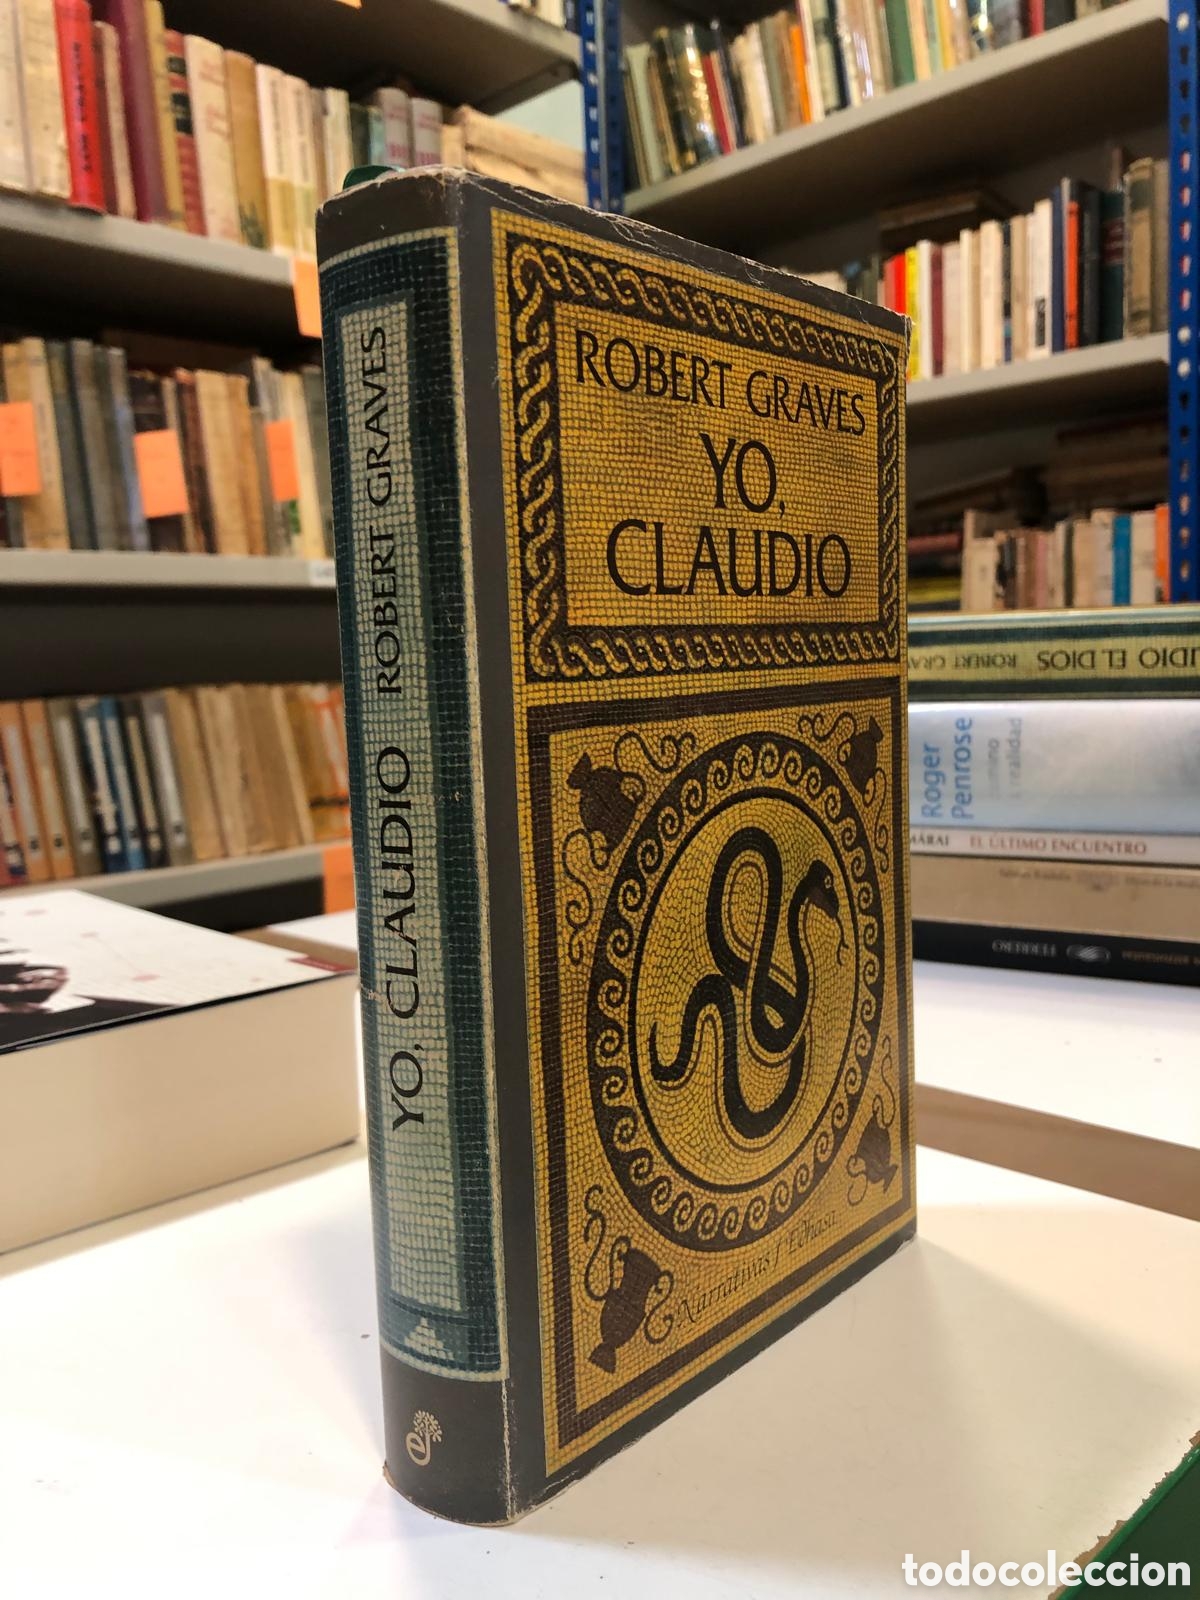 ROBERT GRAVES
YO,
CLAUDIO
Narrativas / Edhasa
YO, CLAUDIO ROBERT GRAVES
e
UDIO EL DIOS ROBERT GRA
Roger
Penrose
MÁRAI EL ÚLTIMO ENCUENTRO
todocoleccion